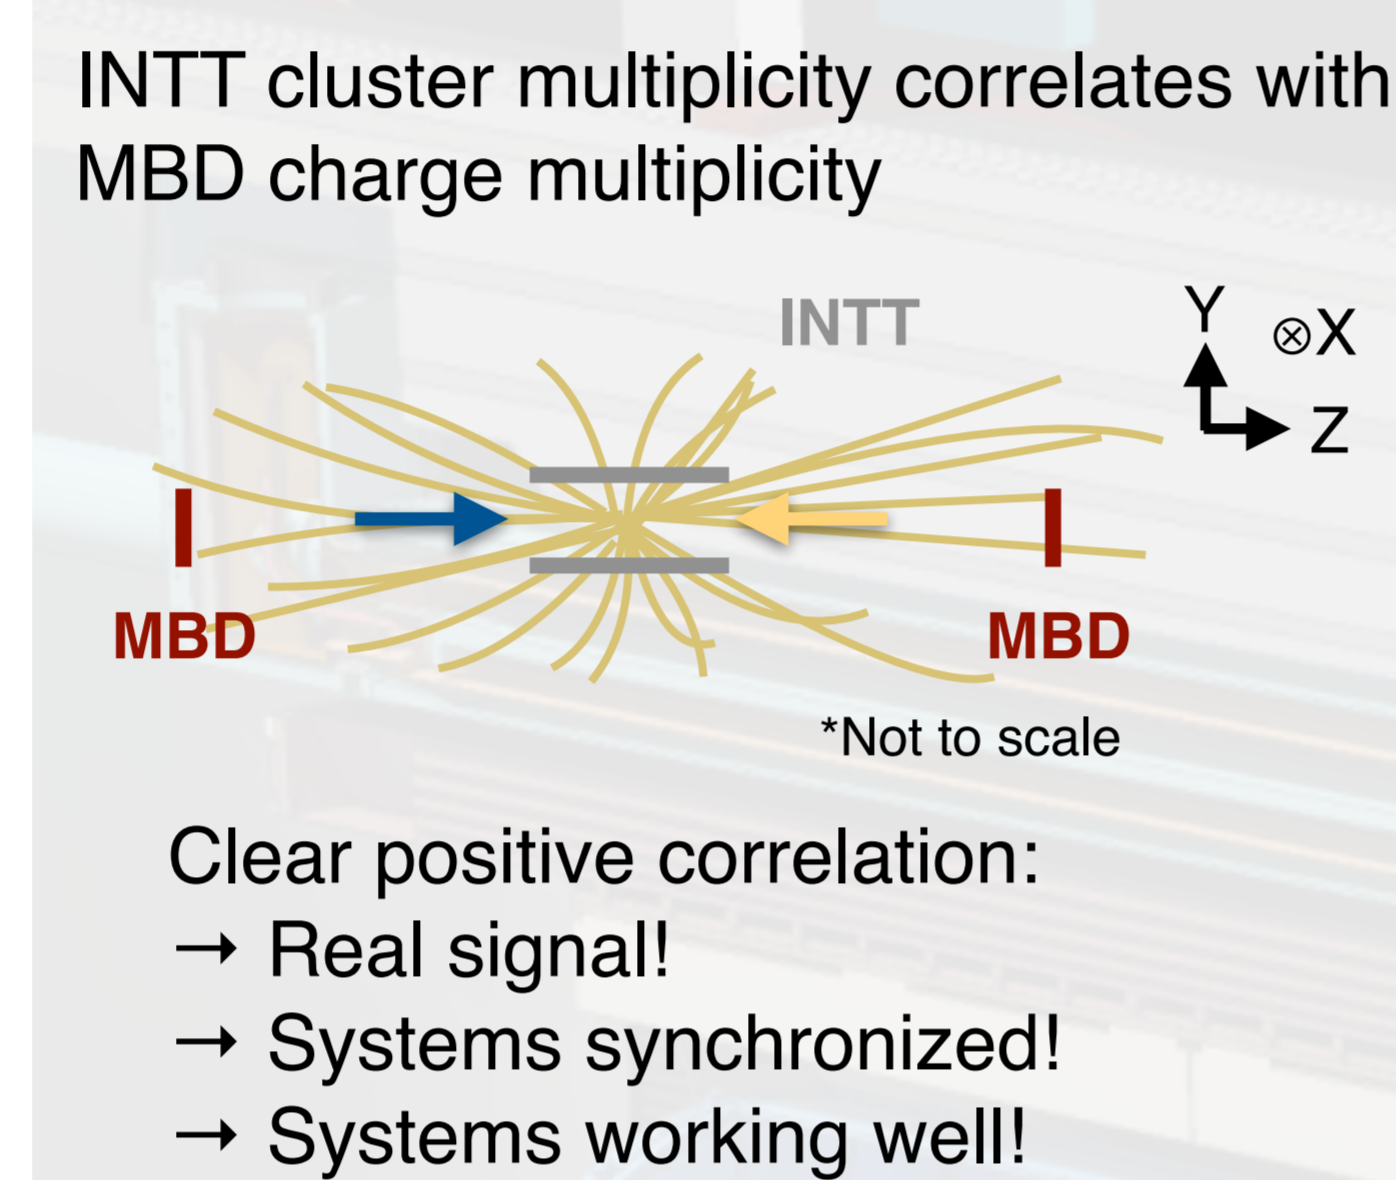 INTT cluster multiplicity correlates with
MBD charge multiplicity
INTT
Y
⊗X
Z
MBD
MBD
*Not to scale
Clear positive correlation:
→ Real signal!
→ Systems synchronized!
→ Systems working well!